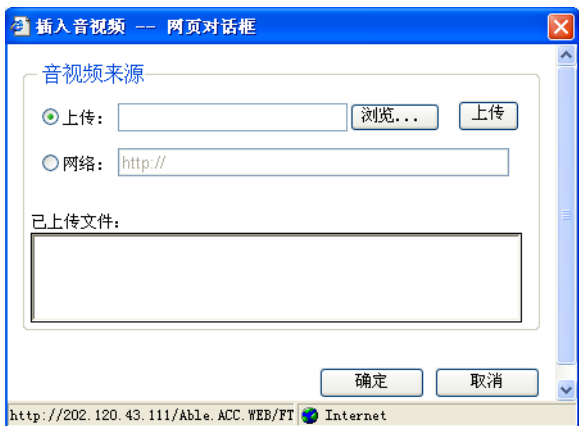 插入音视频 -- 网页对话框
音视频来源
上传： 浏览... 上传
网络： http://
已上传文件：
确定 取消
http://202.120.43.111/Able.ACC.WEB/FT Internet